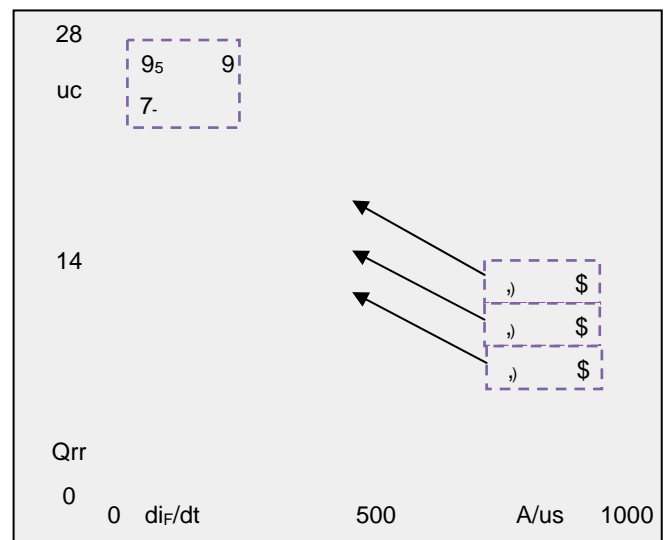 28
9₅ 9
uc
7-
14
,) $
,) $
,) $
Qrr
0
0 diF/dt 500 A/us 1000